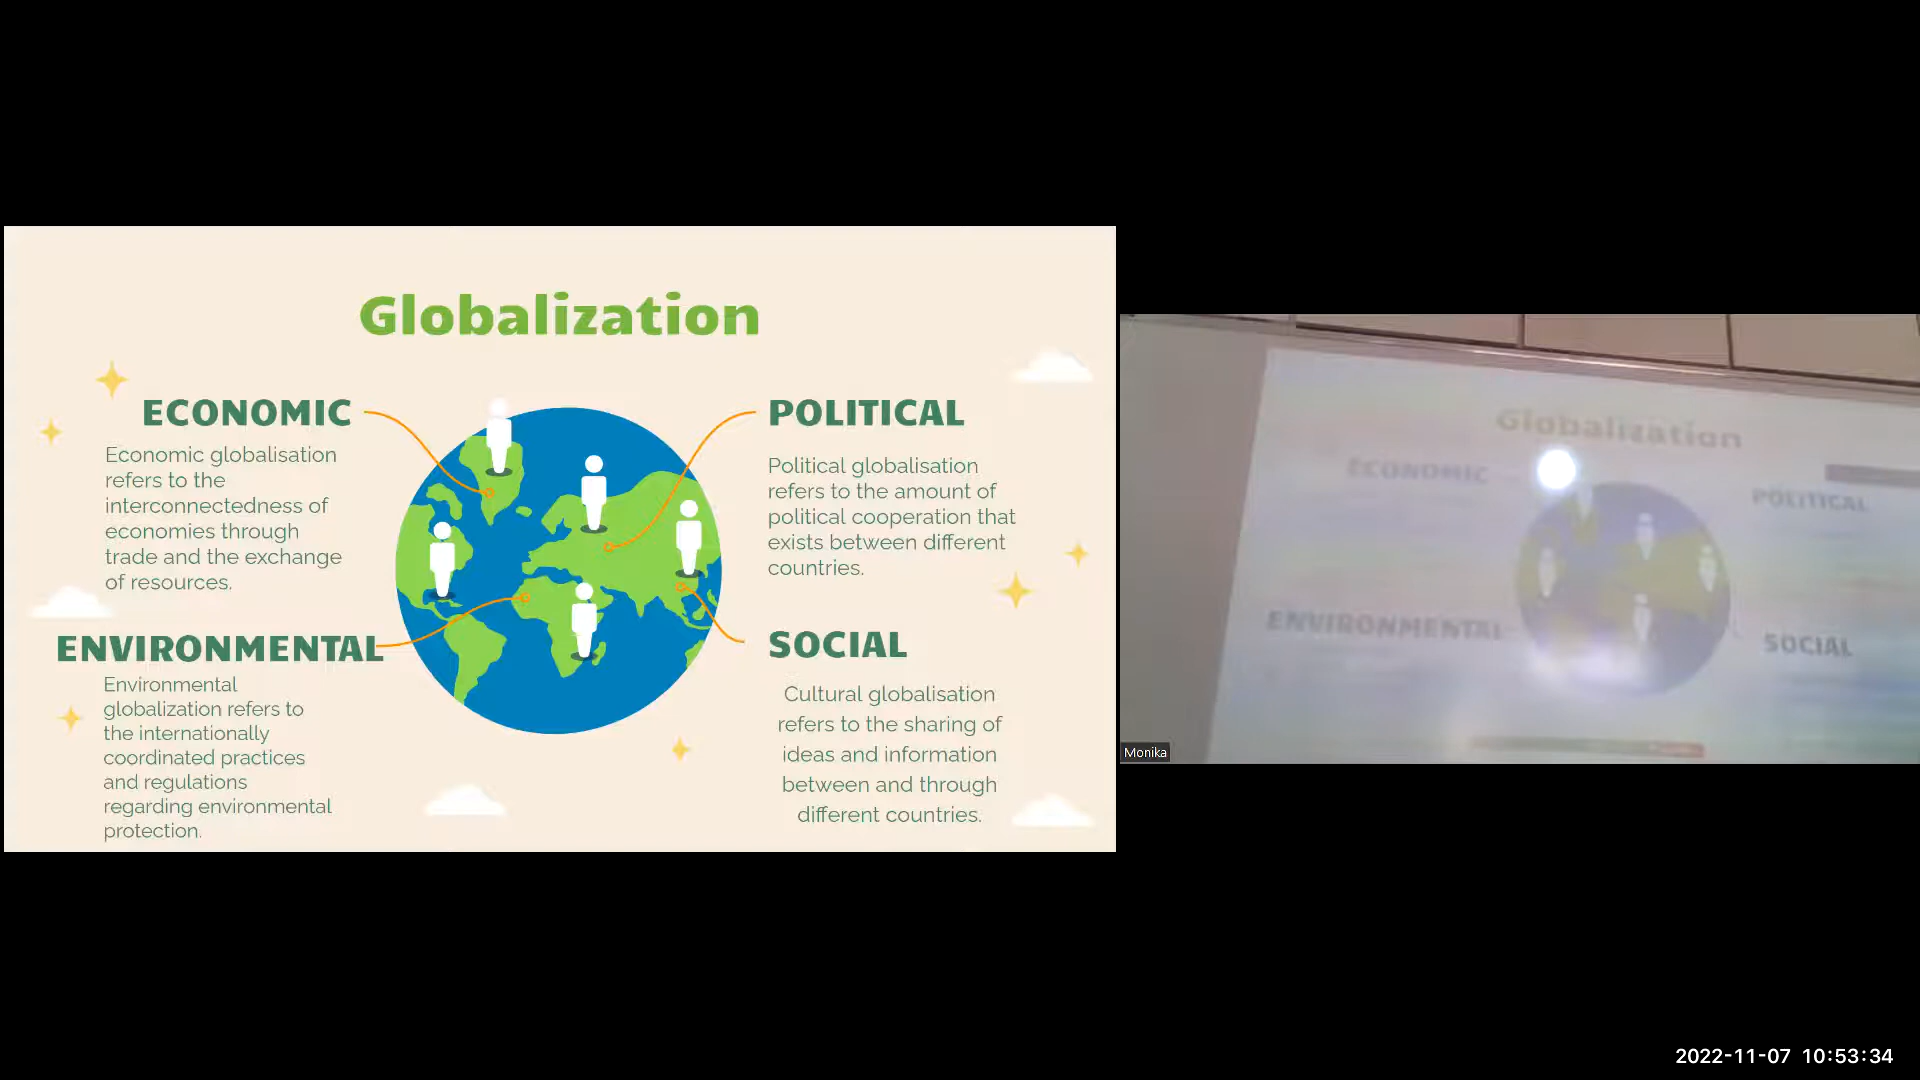 Globalization
ECONOMIC
Economic globalisation
refers to the
interconnectedness of
economies through
trade and the exchange
of resources.
POLITICAL
Political globalisation
refers to the amount of
political cooperation that
exists between different
countries.
ENVIRONMENTAL
Environmental
globalization refers to
the internationally
coordinated practices
and regulations
regarding environmental
protection.
SOCIAL
Cultural globalisation
refers to the sharing of
ideas and information
between and through
different countries.
Globalization
ECONOMIC
POLITICAL
ENVIRONMENTAL
SOCIAL
Monika
2022-11-07 10:53:34